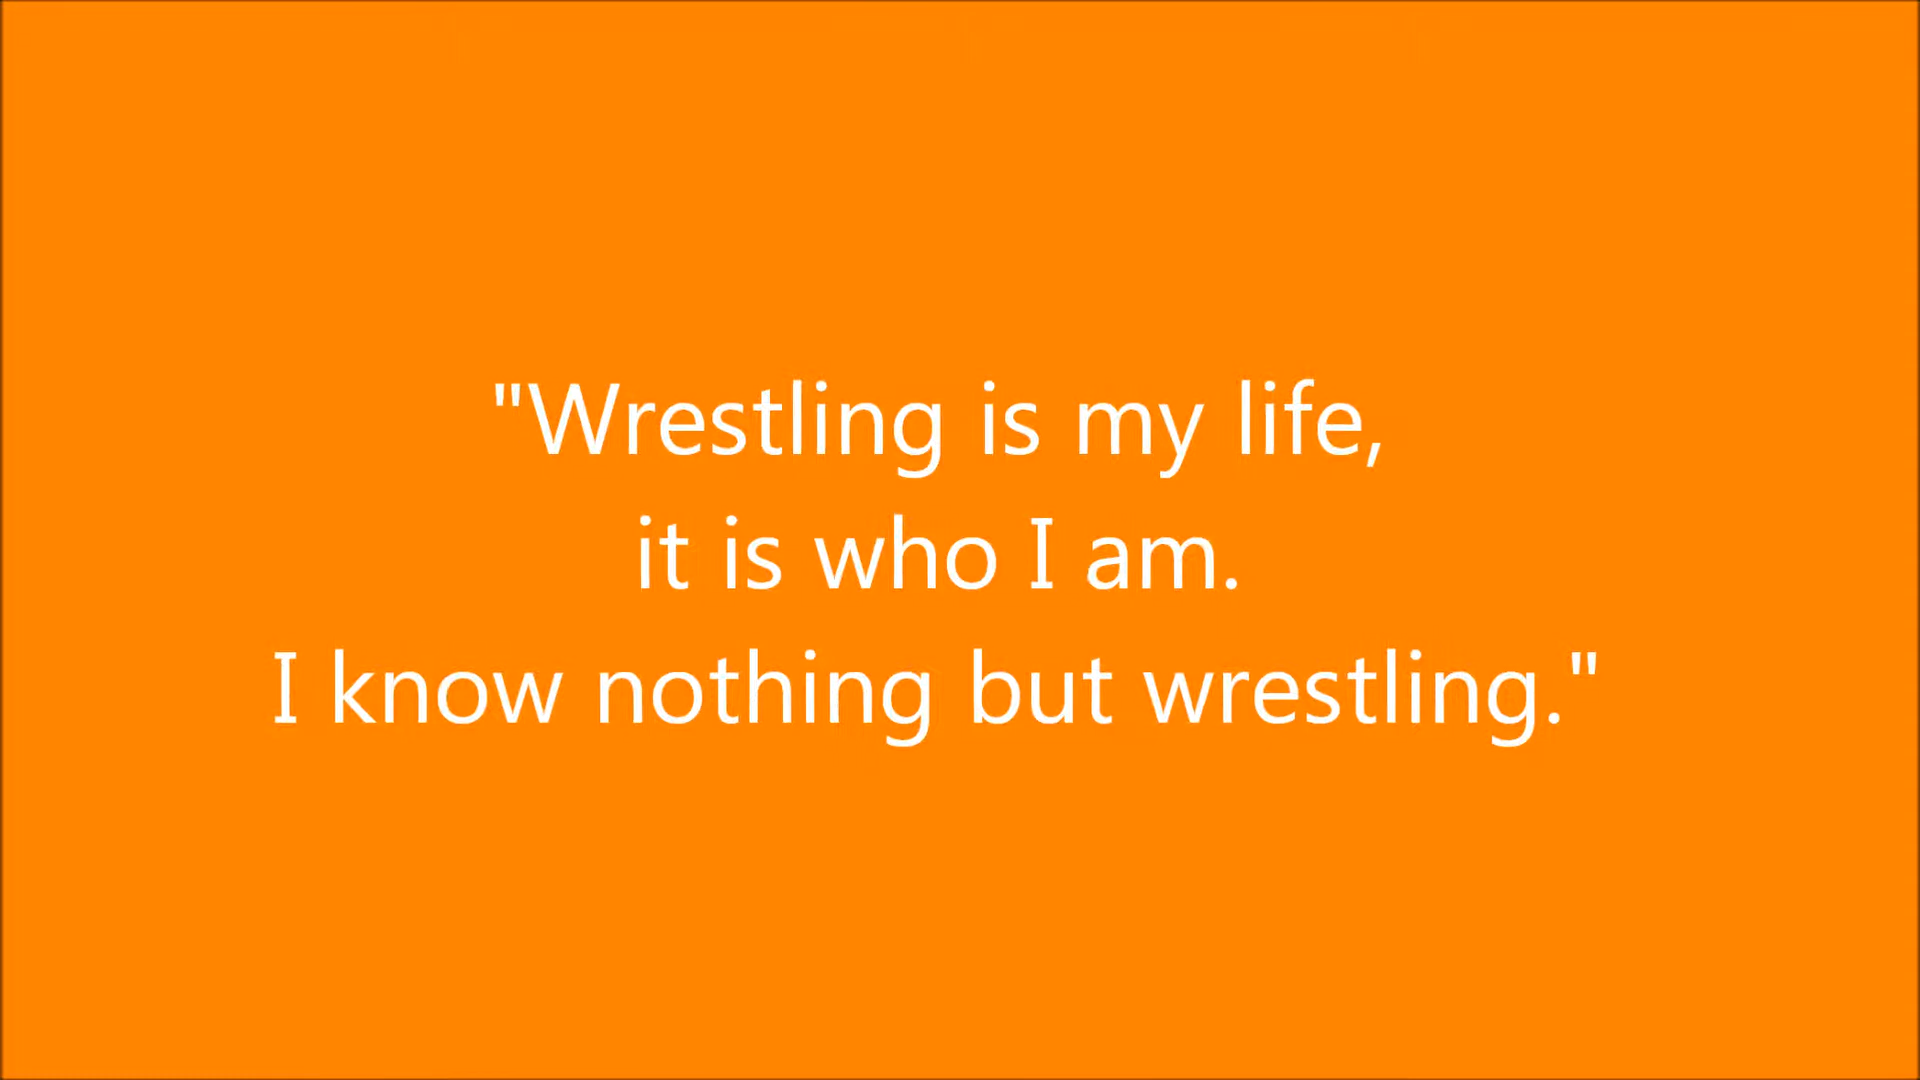 "Wrestling is my life,
it is who I am.
I know nothing but wrestling."